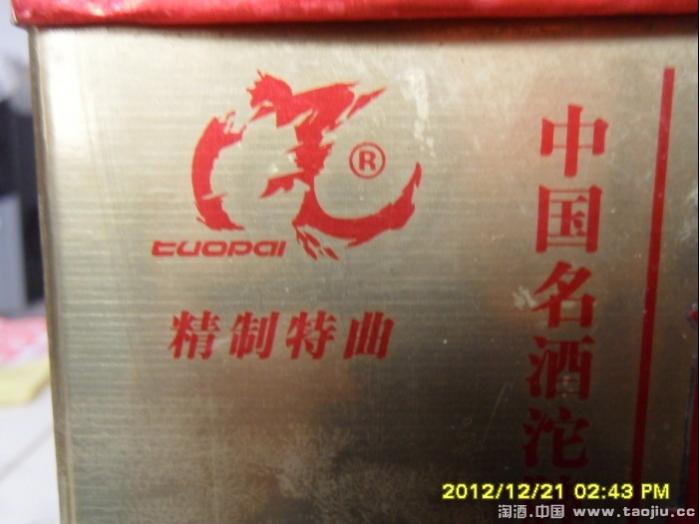 ®
tuopai
精制特曲
中国名酒沱
2012/12/21 02:43 PM
淘酒.中国 www.taojiu.cc